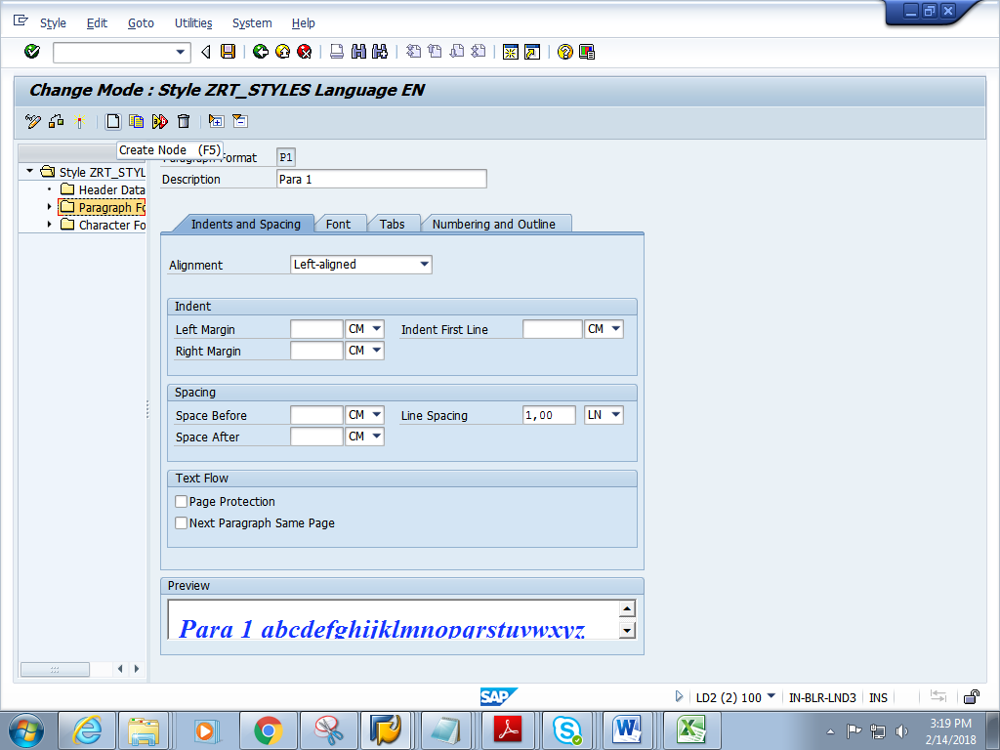 Style Edit Goto Utilities System Help
Change Mode : Style ZRT_STYLES Language EN
Create Node (F5)
Format P1
Description Para 1
Style ZRT_STYL
Header Data
Paragraph Fo
Character Fo
Indents and Spacing Font Tabs Numbering and Outline
Alignment Left-aligned
Indent
Left Margin CM Indent First Line CM
Right Margin CM
Spacing
Space Before CM Line Spacing 1,00 LN
Space After CM
Text Flow
Page Protection
Next Paragraph Same Page
Preview
Para 1 abcdefghijklmnopqrstuvwxyz
SAP LD2 (2) 100 IN-BLR-LND3 INS
3:19 PM
2/14/2018